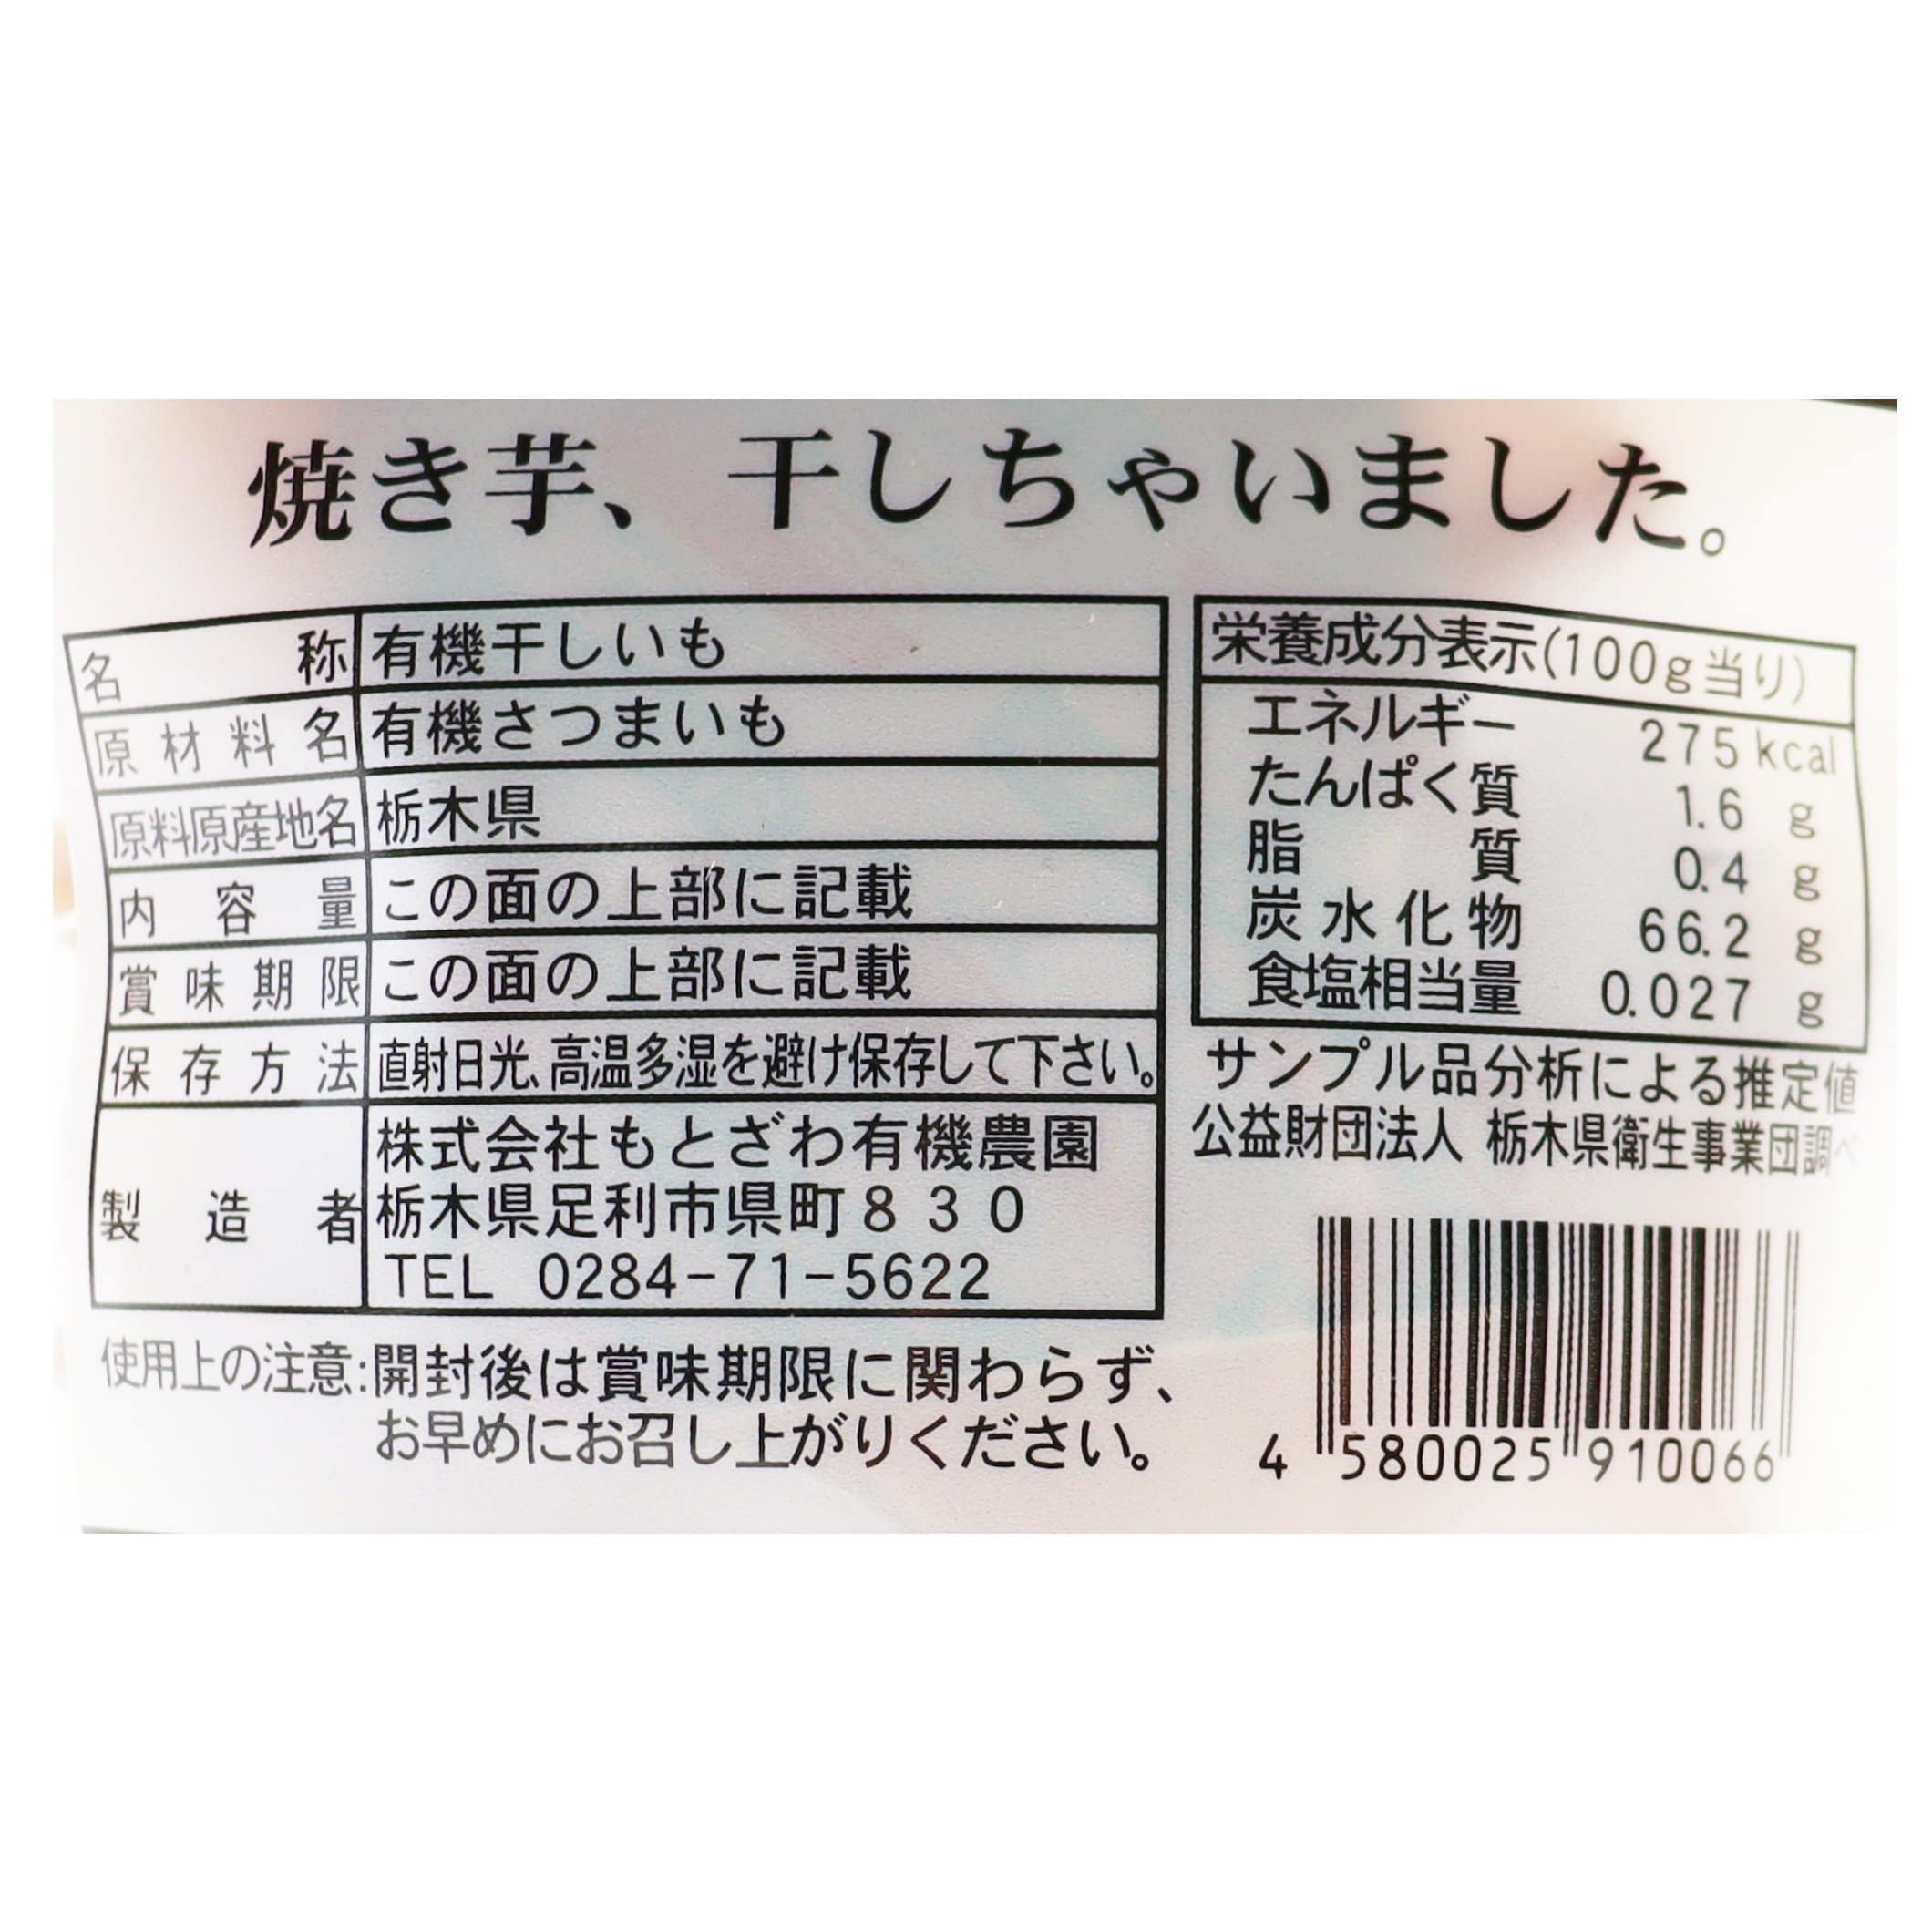 焼き芋、干しちゃいました。
名称 有機干しいも
原材料名 有機さつまいも
原料原産地名 栃木県
内容量 この面の上部に記載
賞味期限 この面の上部に記載
保存方法 直射日光、高温多湿を避け保存して下さい。
製造者 株式会社もとざわ有機農園
栃木県足利市県町830
TEL 0284-71-5622
使用上の注意:開封後は賞味期限に関わらず、
お早めにお召し上がりください。
栄養成分表示(100g当り)
エネルギー 275kcal
たんぱく質 1.6 g
脂質 0.4 g
炭水化物 66.2 g
食塩相当量 0.027 g
サンプル品分析による推定値
公益財団法人 栃木県衛生事業団調べ
4 580025 910066